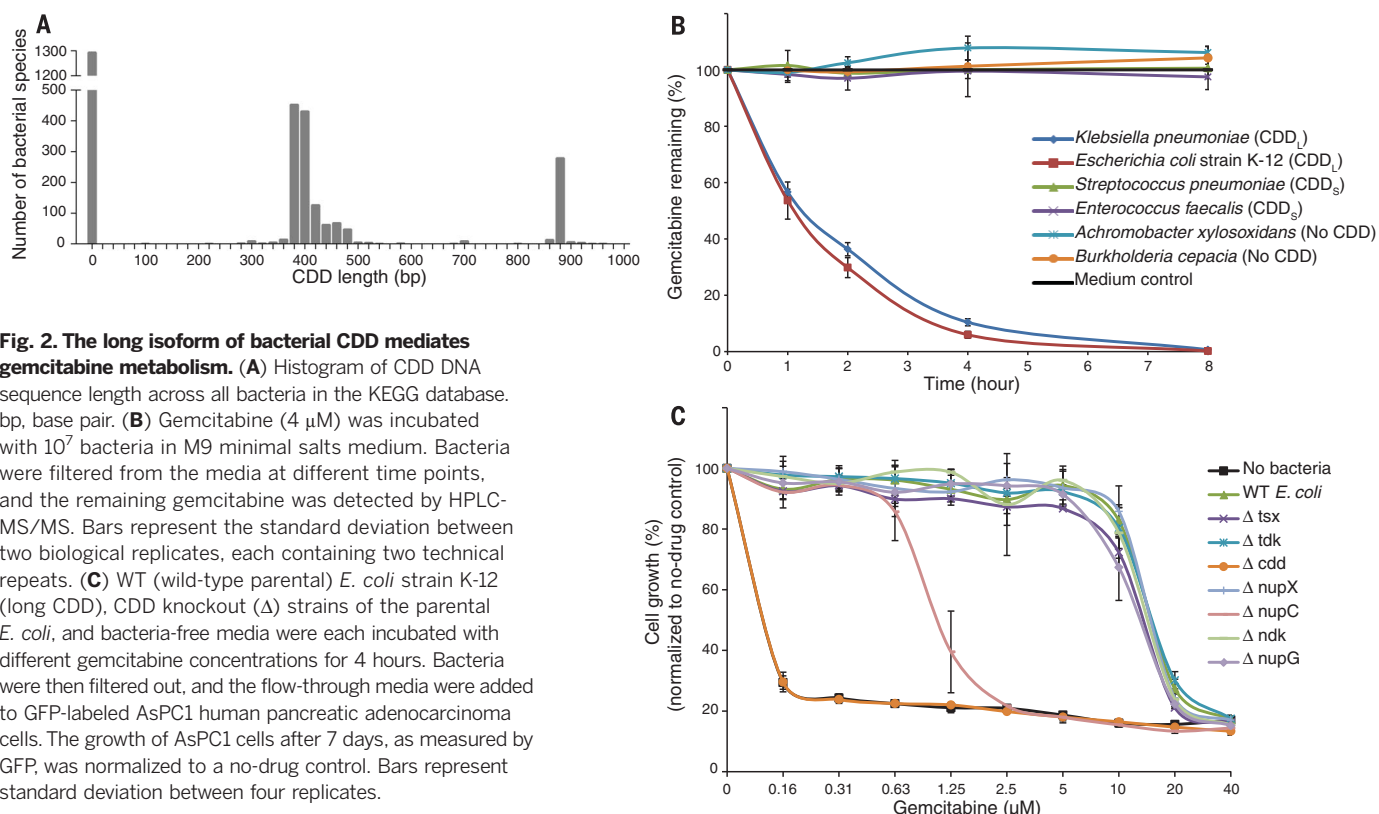 A
Number of bacterial species
1300
1200
500
400
300
200
100
0
0 100 200 300 400 500 600 700 800 900 1000
CDD length (bp)
Fig. 2. The long isoform of bacterial CDD mediates
gemcitabine metabolism. (A) Histogram of CDD DNA
sequence length across all bacteria in the KEGG database.
bp, base pair. (B) Gemcitabine (4 μM) was incubated
with 10⁷ bacteria in M9 minimal salts medium. Bacteria
were filtered from the media at different time points,
and the remaining gemcitabine was detected by HPLC-
MS/MS. Bars represent the standard deviation between
two biological replicates, each containing two technical
repeats. (C) WT (wild-type parental) E. coli strain K-12
(long CDD), CDD knockout (Δ) strains of the parental
E. coli, and bacteria-free media were each incubated with
different gemcitabine concentrations for 4 hours. Bacteria
were then filtered out, and the flow-through media were added
to GFP-labeled AsPC1 human pancreatic adenocarcinoma
cells. The growth of AsPC1 cells after 7 days, as measured by
GFP, was normalized to a no-drug control. Bars represent
standard deviation between four replicates.
B
Gemcitabine remaining (%)
100
80
60
40
20
0
0 1 2 3 4 5 6 7 8
Time (hour)
Klebsiella pneumoniae (CDD_L)
Escherichia coli strain K-12 (CDD_L)
Streptococcus pneumoniae (CDD_S)
Enterococcus faecalis (CDD_S)
Achromobacter xylosoxidans (No CDD)
Burkholderia cepacia (No CDD)
Medium control
C
Cell growth (%)
(normalized to no-drug control)
100
80
60
40
20
0
0 0.16 0.31 0.63 1.25 2.5 5 10 20 40
Gemcitabine (μM)
No bacteria
WT E. coli
Δ tsx
Δ tdk
Δ cdd
Δ nupX
Δ nupC
Δ ndk
Δ nupG